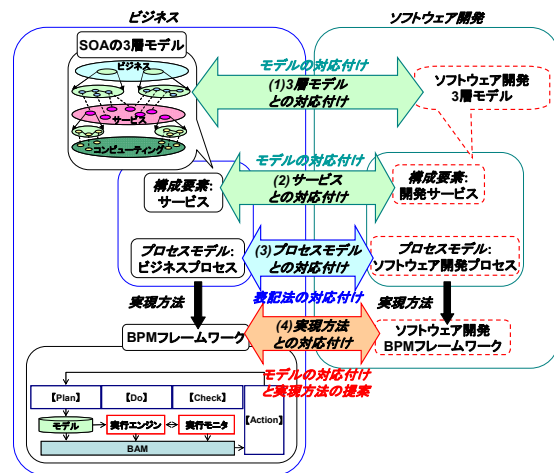 ビジネス
ソフトウェア開発
SOAの3層モデル
ビジネス
サービス
コンピューティング
モデルの対応付け
(1)3層モデル
との対応付け
ソフトウェア開発
3層モデル
モデルの対応付け
構成要素:
サービス
(2)サービス
との対応付け
構成要素:
開発サービス
プロセスモデル:
ビジネスプロセス
(3)プロセスモデル
との対応付け
プロセスモデル:
ソフトウェア開発プロセス
表記法の対応付け
実現方法
実現方法
BPMフレームワーク
(4)実現方法
との対応付け
ソフトウェア開発
BPMフレームワーク
モデルの対応付け
と実現方法の提案
【Plan】
【Do】
【Check】
【Action】
モデル
実行エンジン
実行モニタ
BAM